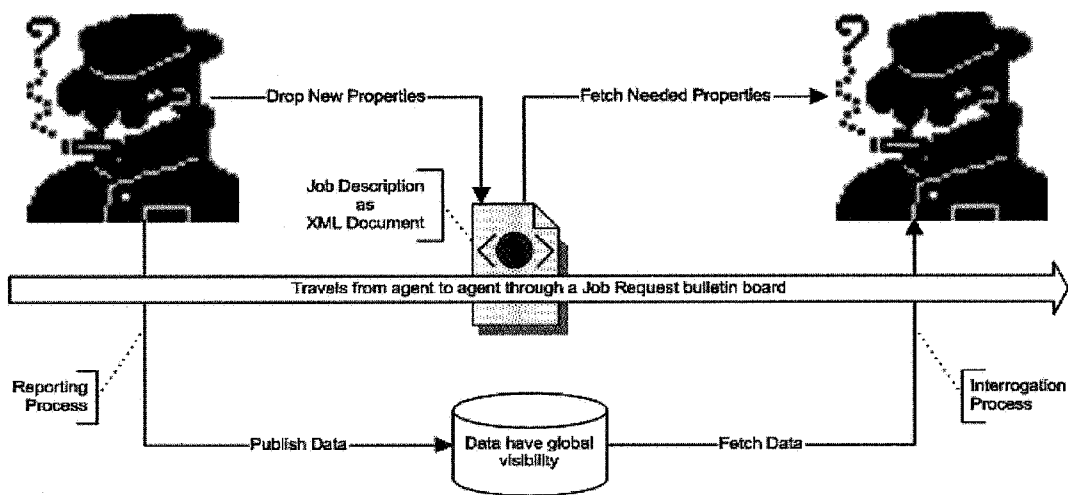 Drop New Properties
Fetch Needed Properties
Job Description
as
XML Document
Travels from agent to agent through a Job Request bulletin board
Reporting
Process
Interrogation
Process
Publish Data
Data have global
visibility
Fetch Data